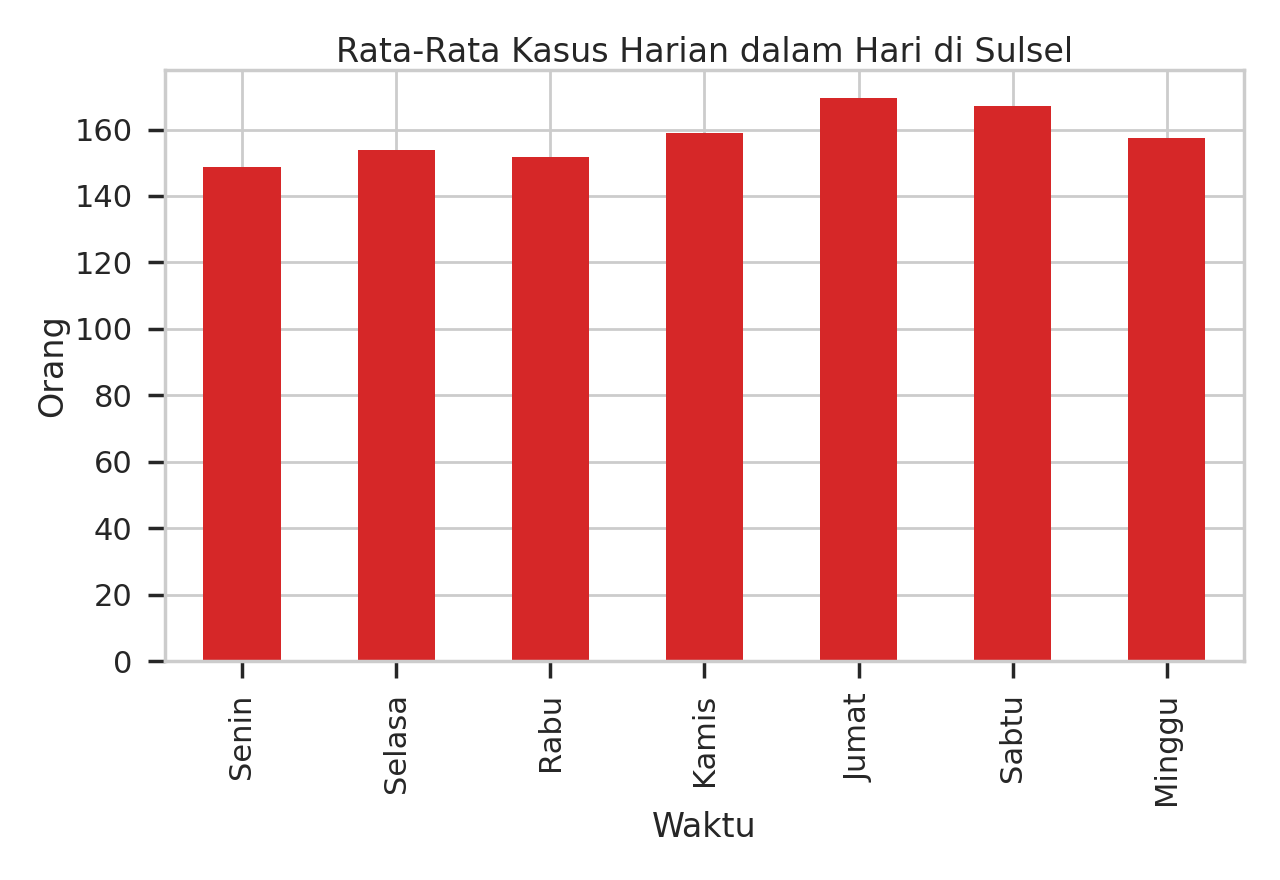 Rata-Rata Kasus Harian dalam Hari di Sulsel
160
140
120
100
80
60
40
20
0
Orang
Senin
Selasa
Rabu
Kamis
Jumat
Sabtu
Minggu
Waktu